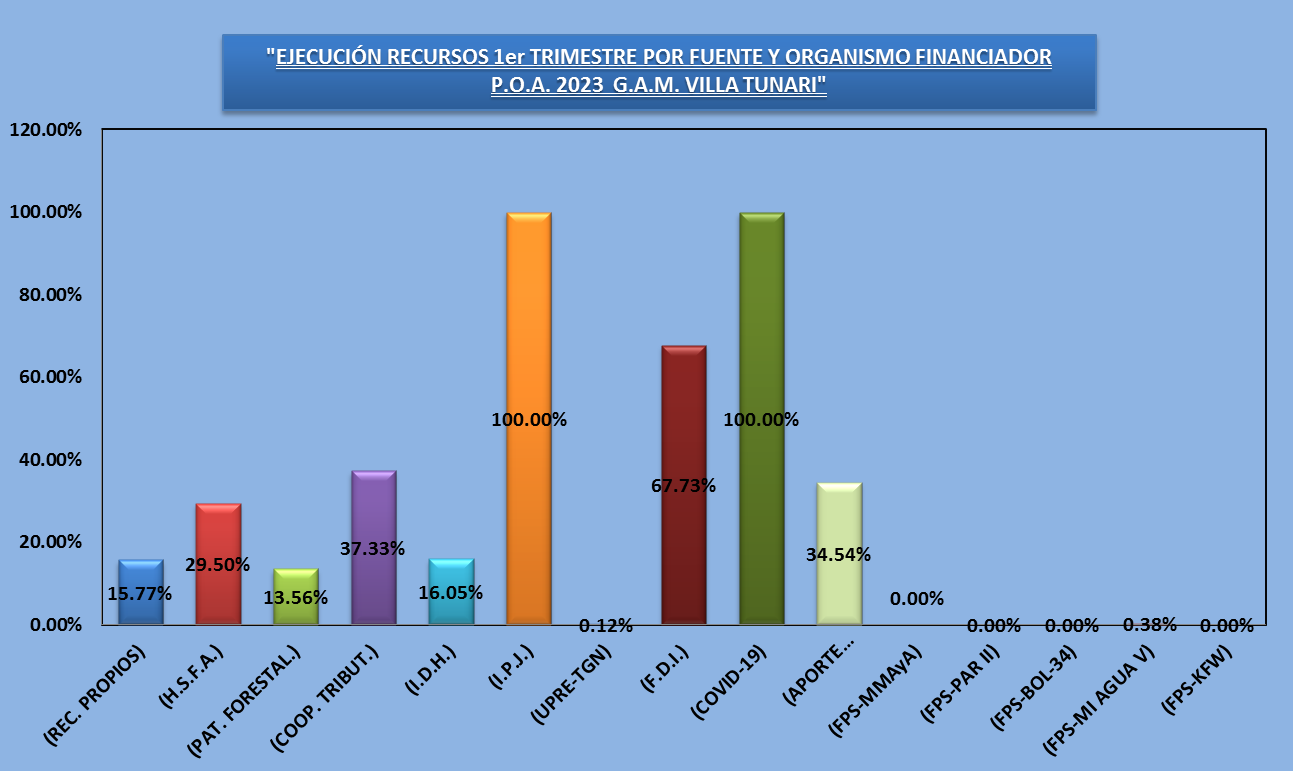 "EJECUCIÓN RECURSOS 1er TRIMESTRE POR FUENTE Y ORGANISMO FINANCIADOR
P.O.A. 2023 G.A.M. VILLA TUNARI"
120.00%
100.00%
80.00%
60.00%
40.00%
20.00%
0.00%
15.77%
29.50%
13.56%
37.33%
16.05%
100.00%
0.12%
67.73%
100.00%
34.54%
0.00%
0.00%
0.00%
0.38%
0.00%
(REC. PROPIOS)
(H.S.F.A.)
(PAT. FORESTAL.)
(COOP. TRIBUT.)
(I.D.H.)
(I.P.J.)
(UPRE-TGN)
(F.D.I.)
(COVID-19)
(APORTE...
(FPS-MMAyA)
(FPS-PAR II)
(FPS-BOL-34)
(FPS-MI AGUA V)
(FPS-KFW)